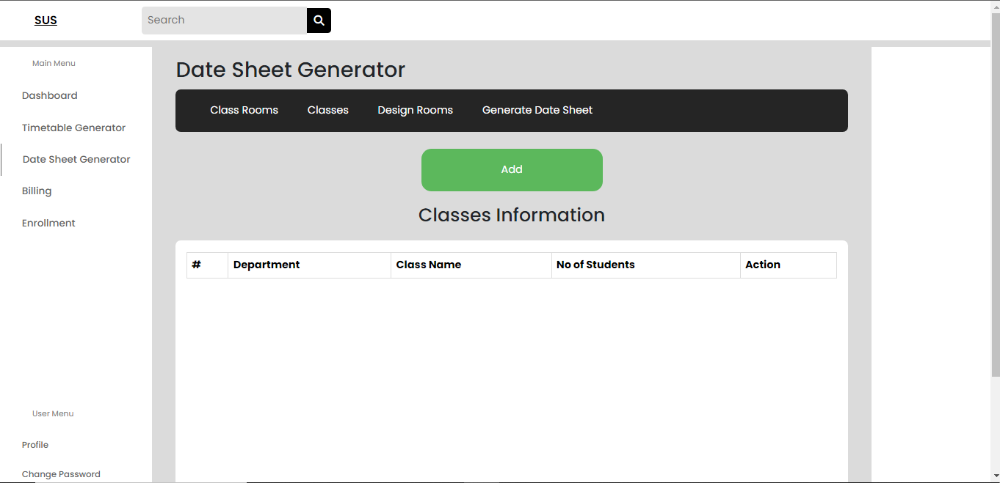 SUS
Search
Main Menu
Dashboard
Timetable Generator
Date Sheet Generator
Billing
Enrollment
User Menu
Profile
Change Password
Date Sheet Generator
Class Rooms Classes Design Rooms Generate Date Sheet
Add
Classes Information
# Department Class Name No of Students Action